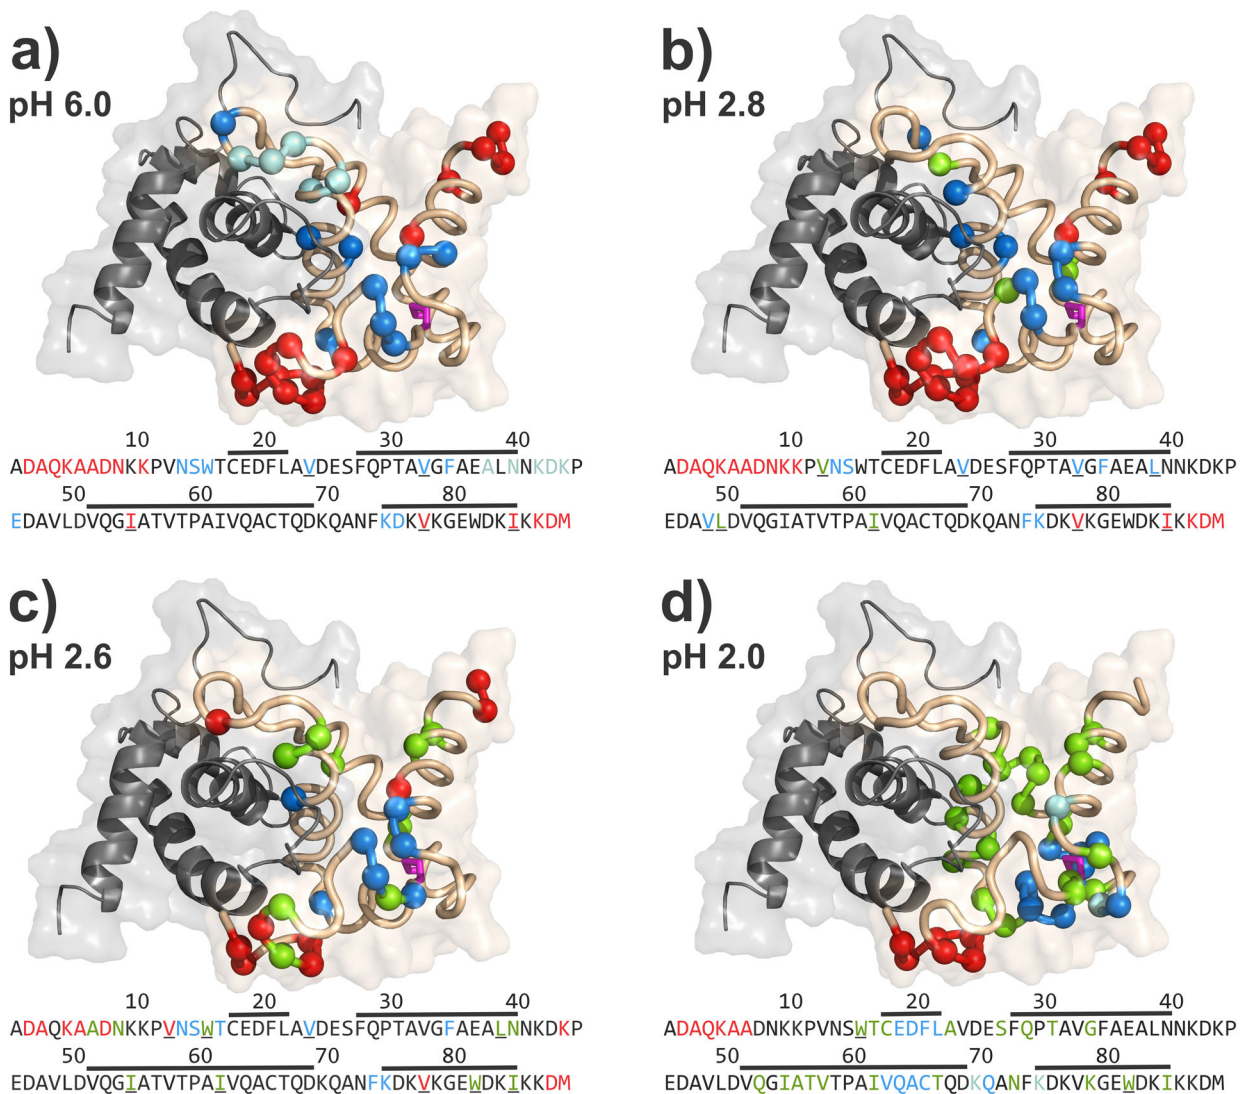 a)
pH 6.0
10 20 30 40
ADAQKAADNKKPVNSWTCEDFLAVDESFQPTAVGFAEALNNKDKP
50 60 70 80
EDAVLDVQGIATVTPAIVQACTQDKQANFKDKVKGEWDKIKKDM
b)
pH 2.8
10 20 30 40
ADAQKAADNKKPVNSWTCEDFLAVDESFQPTAVGFAEALNNKDKP
50 60 70 80
EDAVLDVQGIATVTPAIVQACTQDKQANFKDKVKGEWDKIKKDM
c)
pH 2.6
10 20 30 40
ADAQKAADNKKPVNSWTCEDFLAVDESFQPTAVGFAEALNNKDKP
50 60 70 80
EDAVLDVQGIATVTPAIVQACTQDKQANFKDKVKGEWDKIKKDM
d)
pH 2.0
10 20 30 40
ADAQKAADNKKPVNSWTCEDFLAVDESFQPTAVGFAEALNNKDKP
50 60 70 80
EDAVLDVQGIATVTPAIVQACTQDKQANFKDKVKGEWDKIKKDM